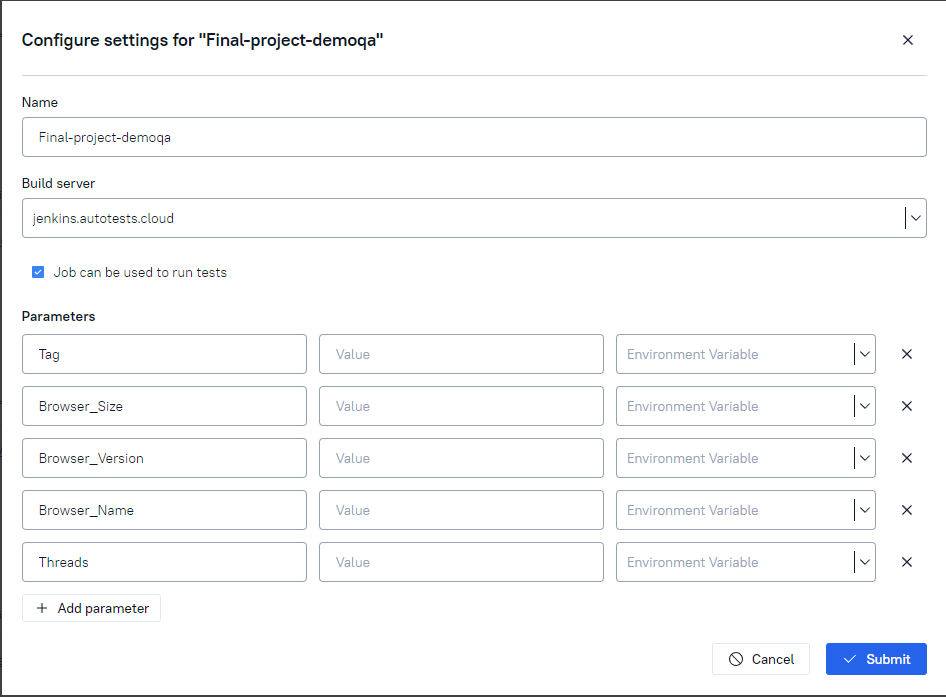 Configure settings for "Final-project-demoqa"
Name
Final-project-demoqa
Build server
jenkins.autotests.cloud
Job can be used to run tests
Parameters
Tag Value Environment Variable
Browser_Size Value Environment Variable
Browser_Version Value Environment Variable
Browser_Name Value Environment Variable
Threads Value Environment Variable
Add parameter
Cancel Submit